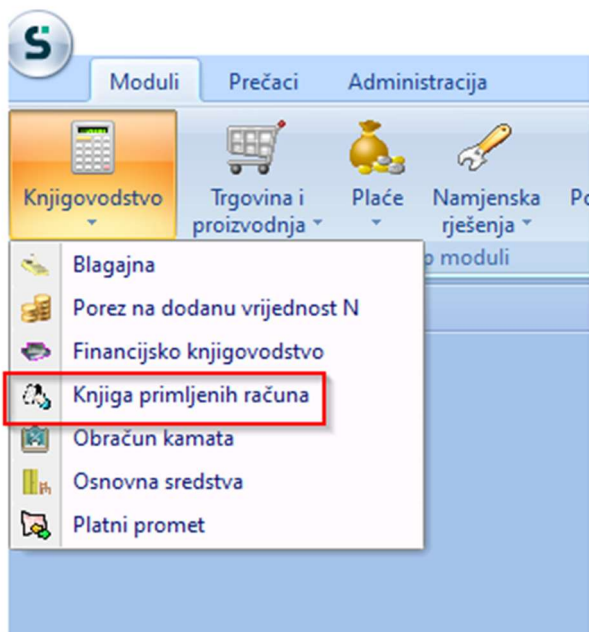 S
Moduli Prečaci Administracija
Knjigovodstvo
Trgovina i
proizvodnja
Plaće
Namjenska
rješenja
moduli
Blagajna
Porez na dodanu vrijednost N
Financijsko knjigovodstvo
Knjiga primljenih računa
Obračun kamata
Osnovna sredstva
Platni promet